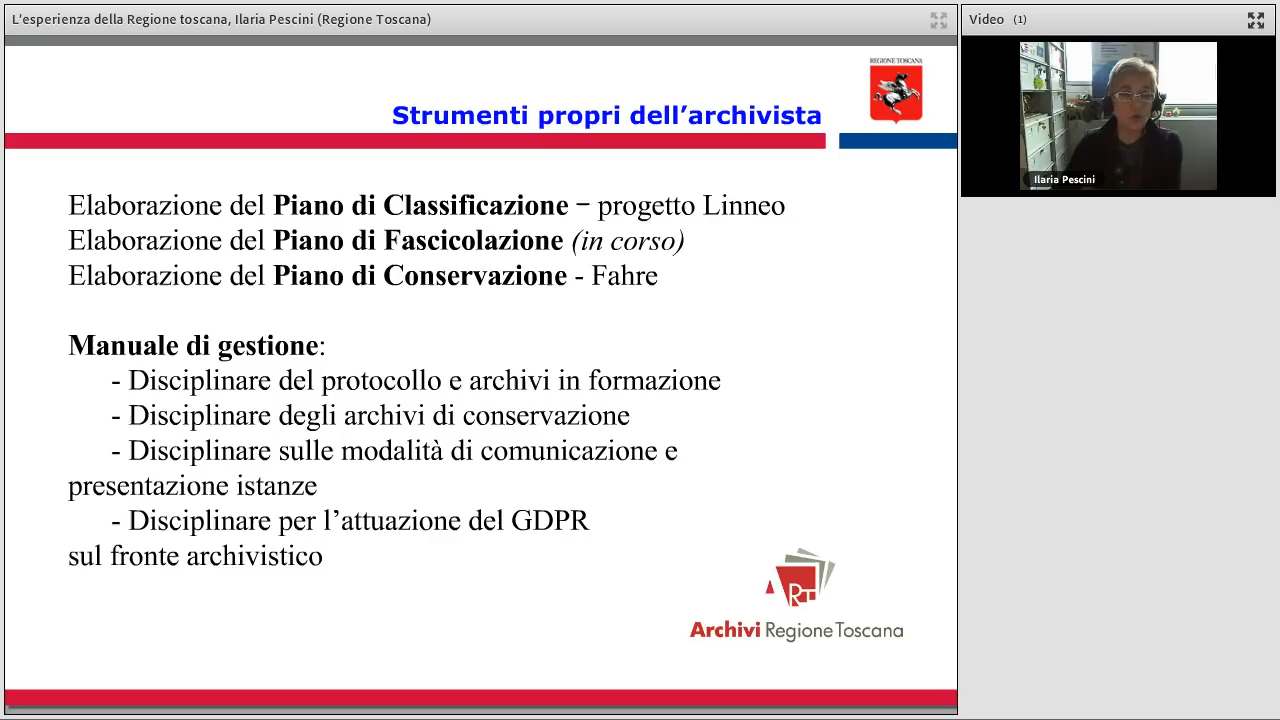 L'esperienza della Regione toscana, Ilaria Pescini (Regione Toscana)
Video (1)
REGIONE TOSCANA
Strumenti propri dell’archivista
Ilaria Pescini
Elaborazione del Piano di Classificazione – progetto Linneo
Elaborazione del Piano di Fascicolazione (in corso)
Elaborazione del Piano di Conservazione - Fahre
Manuale di gestione:
- Disciplinare del protocollo e archivi in formazione
- Disciplinare degli archivi di conservazione
- Disciplinare sulle modalità di comunicazione e
presentazione istanze
- Disciplinare per l’attuazione del GDPR
sul fronte archivistico
RT
Archivi Regione Toscana